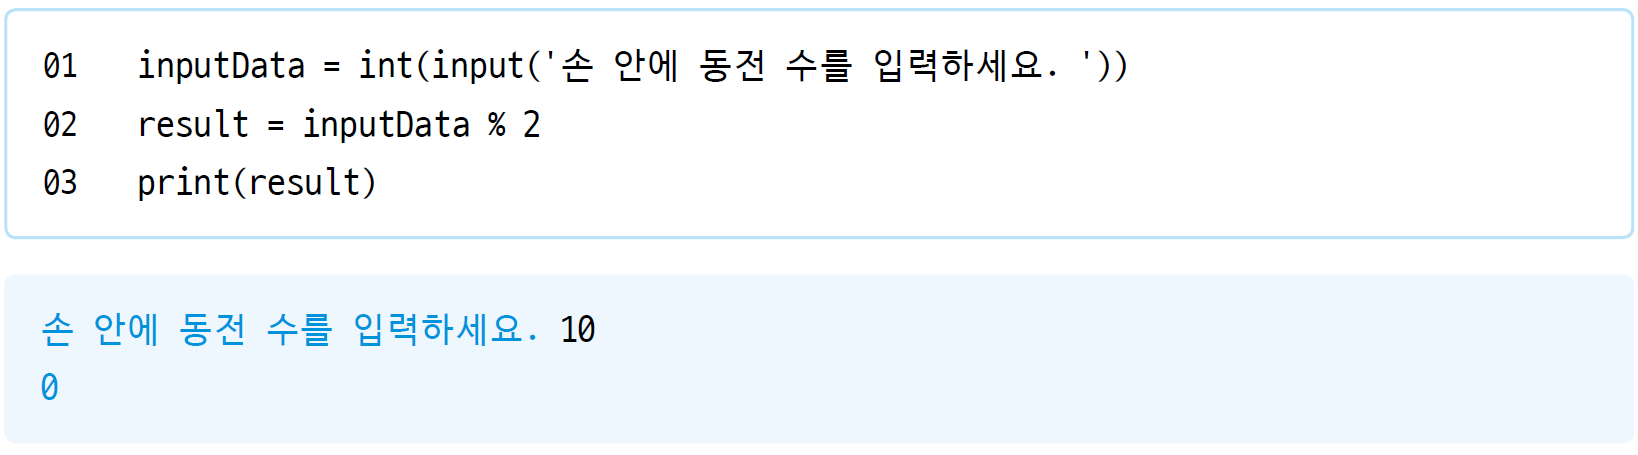 01 inputData = int(input('손 안에 동전 수를 입력하세요. '))
02 result = inputData % 2
03 print(result)
손 안에 동전 수를 입력하세요. 10
0